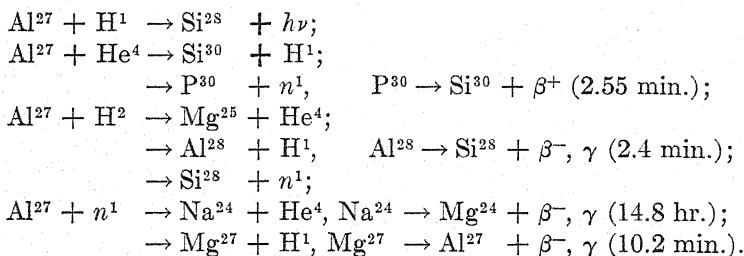 Al²⁷ + H¹ → Si²⁸ + hν;
Al²⁷ + He⁴ → Si³⁰ + H¹;
→ P³⁰ + n¹, P³⁰ → Si³⁰ + β⁺ (2.55 min.);
Al²⁷ + H² → Mg²⁵ + He⁴;
→ Al²⁸ + H¹, Al²⁸ → Si²⁸ + β⁻, γ (2.4 min.);
→ Si²⁸ + n¹;
Al²⁷ + n¹ → Na²⁴ + He⁴, Na²⁴ → Mg²⁴ + β⁻, γ (14.8 hr.);
→ Mg²⁷ + H¹, Mg²⁷ → Al²⁷ + β⁻, γ (10.2 min.).